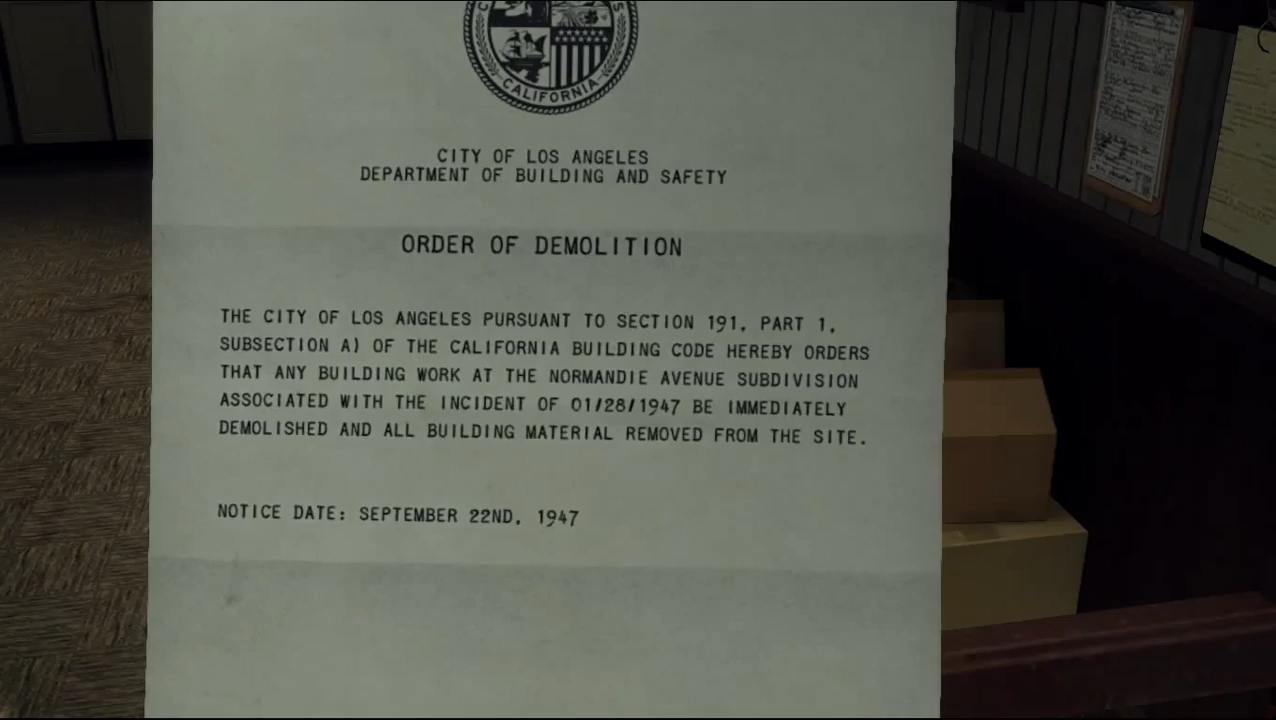 CALIFORNIA
CITY OF LOS ANGELES
DEPARTMENT OF BUILDING AND SAFETY
ORDER OF DEMOLITION
THE CITY OF LOS ANGELES PURSUANT TO SECTION 191, PART 1,
SUBSECTION A) OF THE CALIFORNIA BUILDING CODE HEREBY ORDERS
THAT ANY BUILDING WORK AT THE NORMANDIE AVENUE SUBDIVISION
ASSOCIATED WITH THE INCIDENT OF 01/28/1947 BE IMMEDIATELY
DEMOLISHED AND ALL BUILDING MATERIAL REMOVED FROM THE SITE.
NOTICE DATE: SEPTEMBER 22ND, 1947